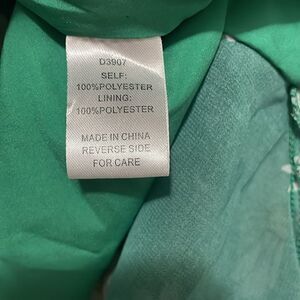 D3907
SELF:
100%POLYESTER
LINING:
100%POLYESTER
MADE IN CHINA
REVERSE SIDE
FOR CARE